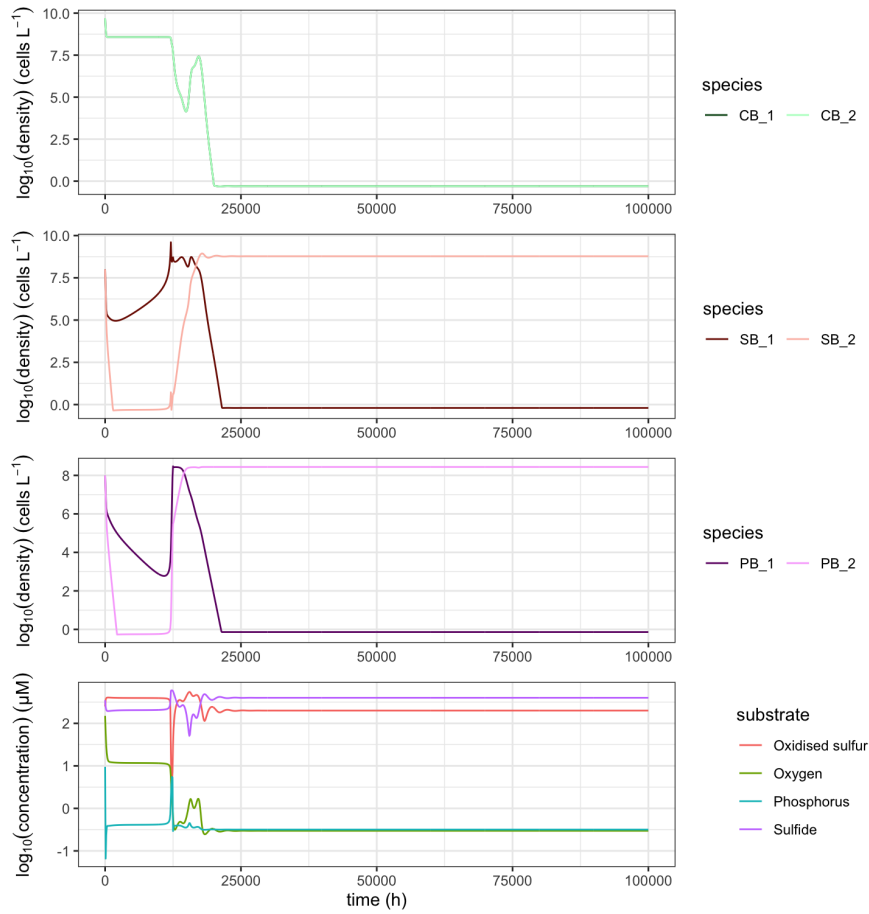 log₁₀(density) (cells L⁻¹)
10.0
7.5
5.0
2.5
0.0
0 25000 50000 75000 100000
species
CB_1 CB_2
log₁₀(density) (cells L⁻¹)
10.0
7.5
5.0
2.5
0.0
0 25000 50000 75000 100000
species
SB_1 SB_2
log₁₀(density) (cells L⁻¹)
8
6
4
2
0
0 25000 50000 75000 100000
species
PB_1 PB_2
log₁₀(concentration) (μM)
2
1
0
-1
0 25000 50000 75000 100000
time (h)
substrate
Oxidised sulfur
Oxygen
Phosphorus
Sulfide